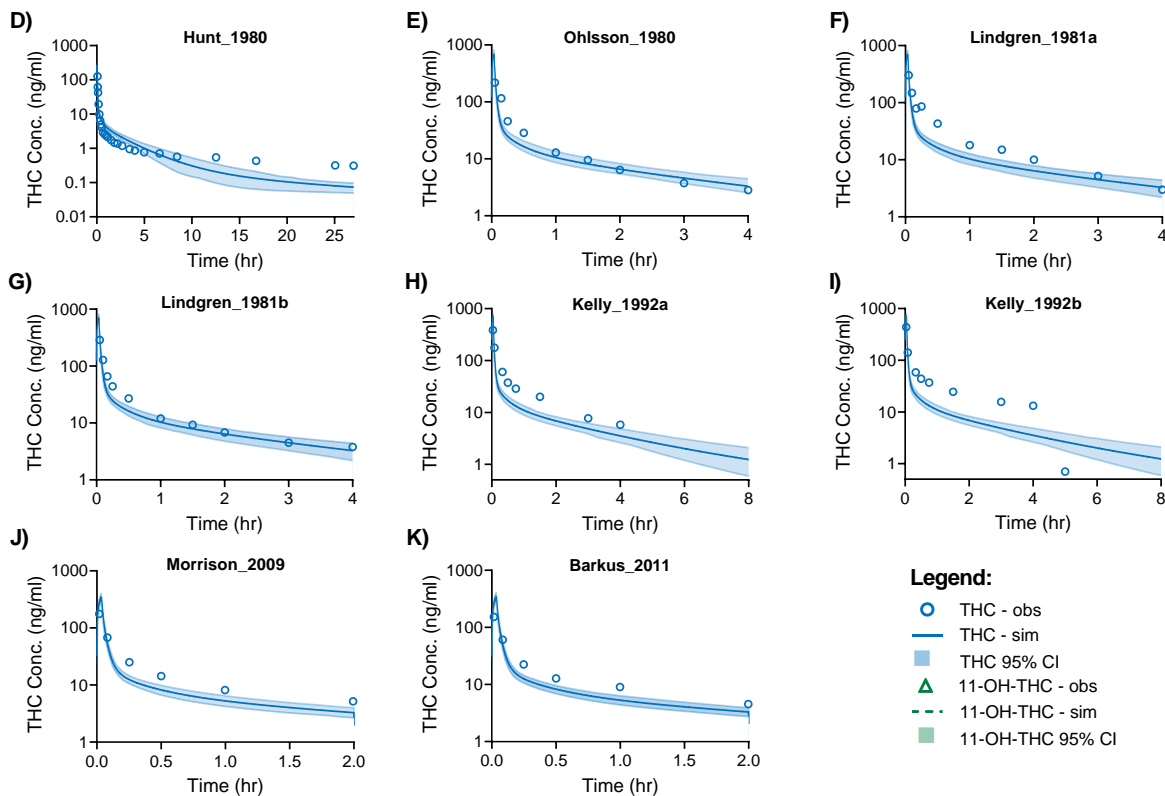 D)
Hunt_1980
THC Conc. (ng/ml)
1000
100
10
1
0.1
0.01
0 5 10 15 20 25
Time (hr)
E)
Ohlsson_1980
THC Conc. (ng/ml)
1000
100
10
1
0 1 2 3 4
Time (hr)
F)
Lindgren_1981a
THC Conc. (ng/ml)
1000
100
10
1
0 1 2 3 4
Time (hr)
G)
Lindgren_1981b
THC Conc. (ng/ml)
1000
100
10
1
0 1 2 3 4
Time (hr)
H)
Kelly_1992a
THC Conc. (ng/ml)
1000
100
10
1
0 2 4 6 8
Time (hr)
I)
Kelly_1992b
THC Conc. (ng/ml)
1000
100
10
1
0 2 4 6 8
Time (hr)
J)
Morrison_2009
THC Conc. (ng/ml)
1000
100
10
1
0.0 0.5 1.0 1.5 2.0
Time (hr)
K)
Barkus_2011
THC Conc. (ng/ml)
1000
100
10
1
0.0 0.5 1.0 1.5 2.0
Time (hr)
Legend:
THC - obs
THC - sim
THC 95% CI
11-OH-THC - obs
11-OH-THC - sim
11-OH-THC 95% CI